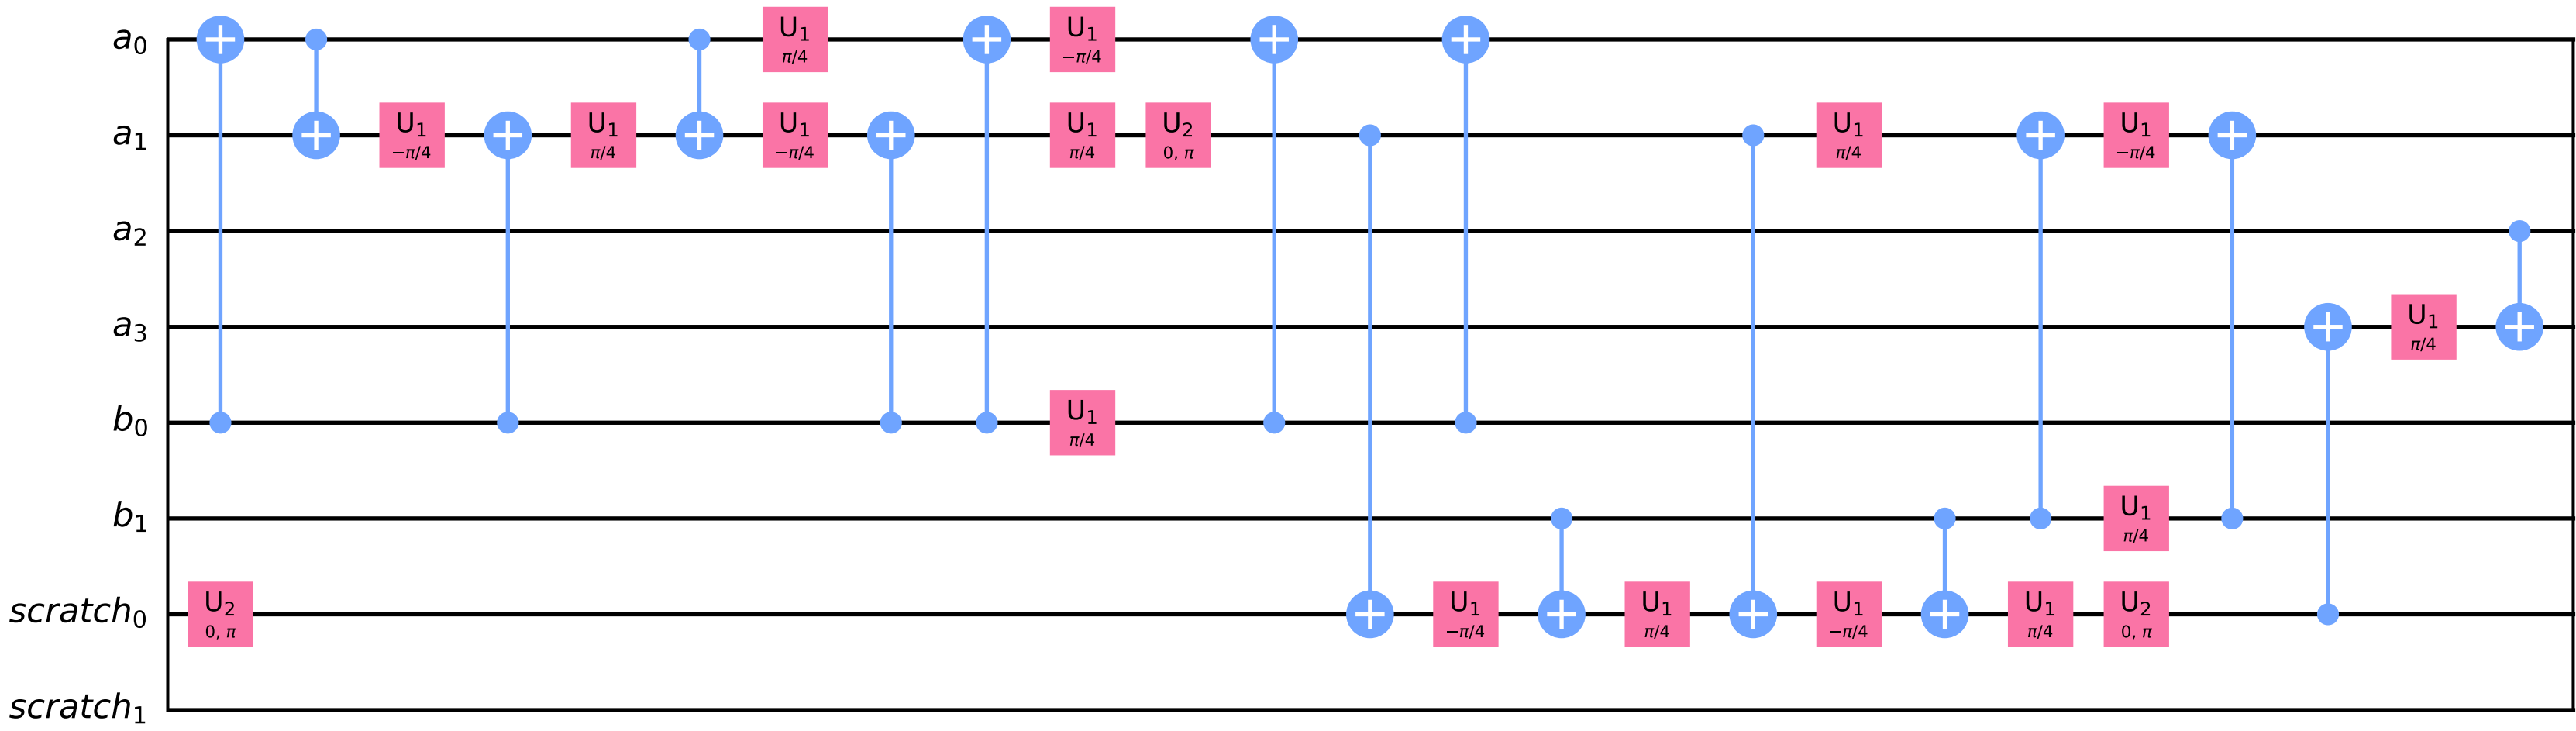 a0 U1 π/4 U1 −π/4
a1 U1 −π/4 U1 π/4 U1 −π/4 U1 π/4 U2 0, π U1 π/4 U1 −π/4
a2
a3 U1 π/4
b0 U1 π/4
b1 U1 π/4
scratch0 U2 0, π U1 −π/4 U1 π/4 U1 −π/4 U1 π/4 U2 0, π
scratch1